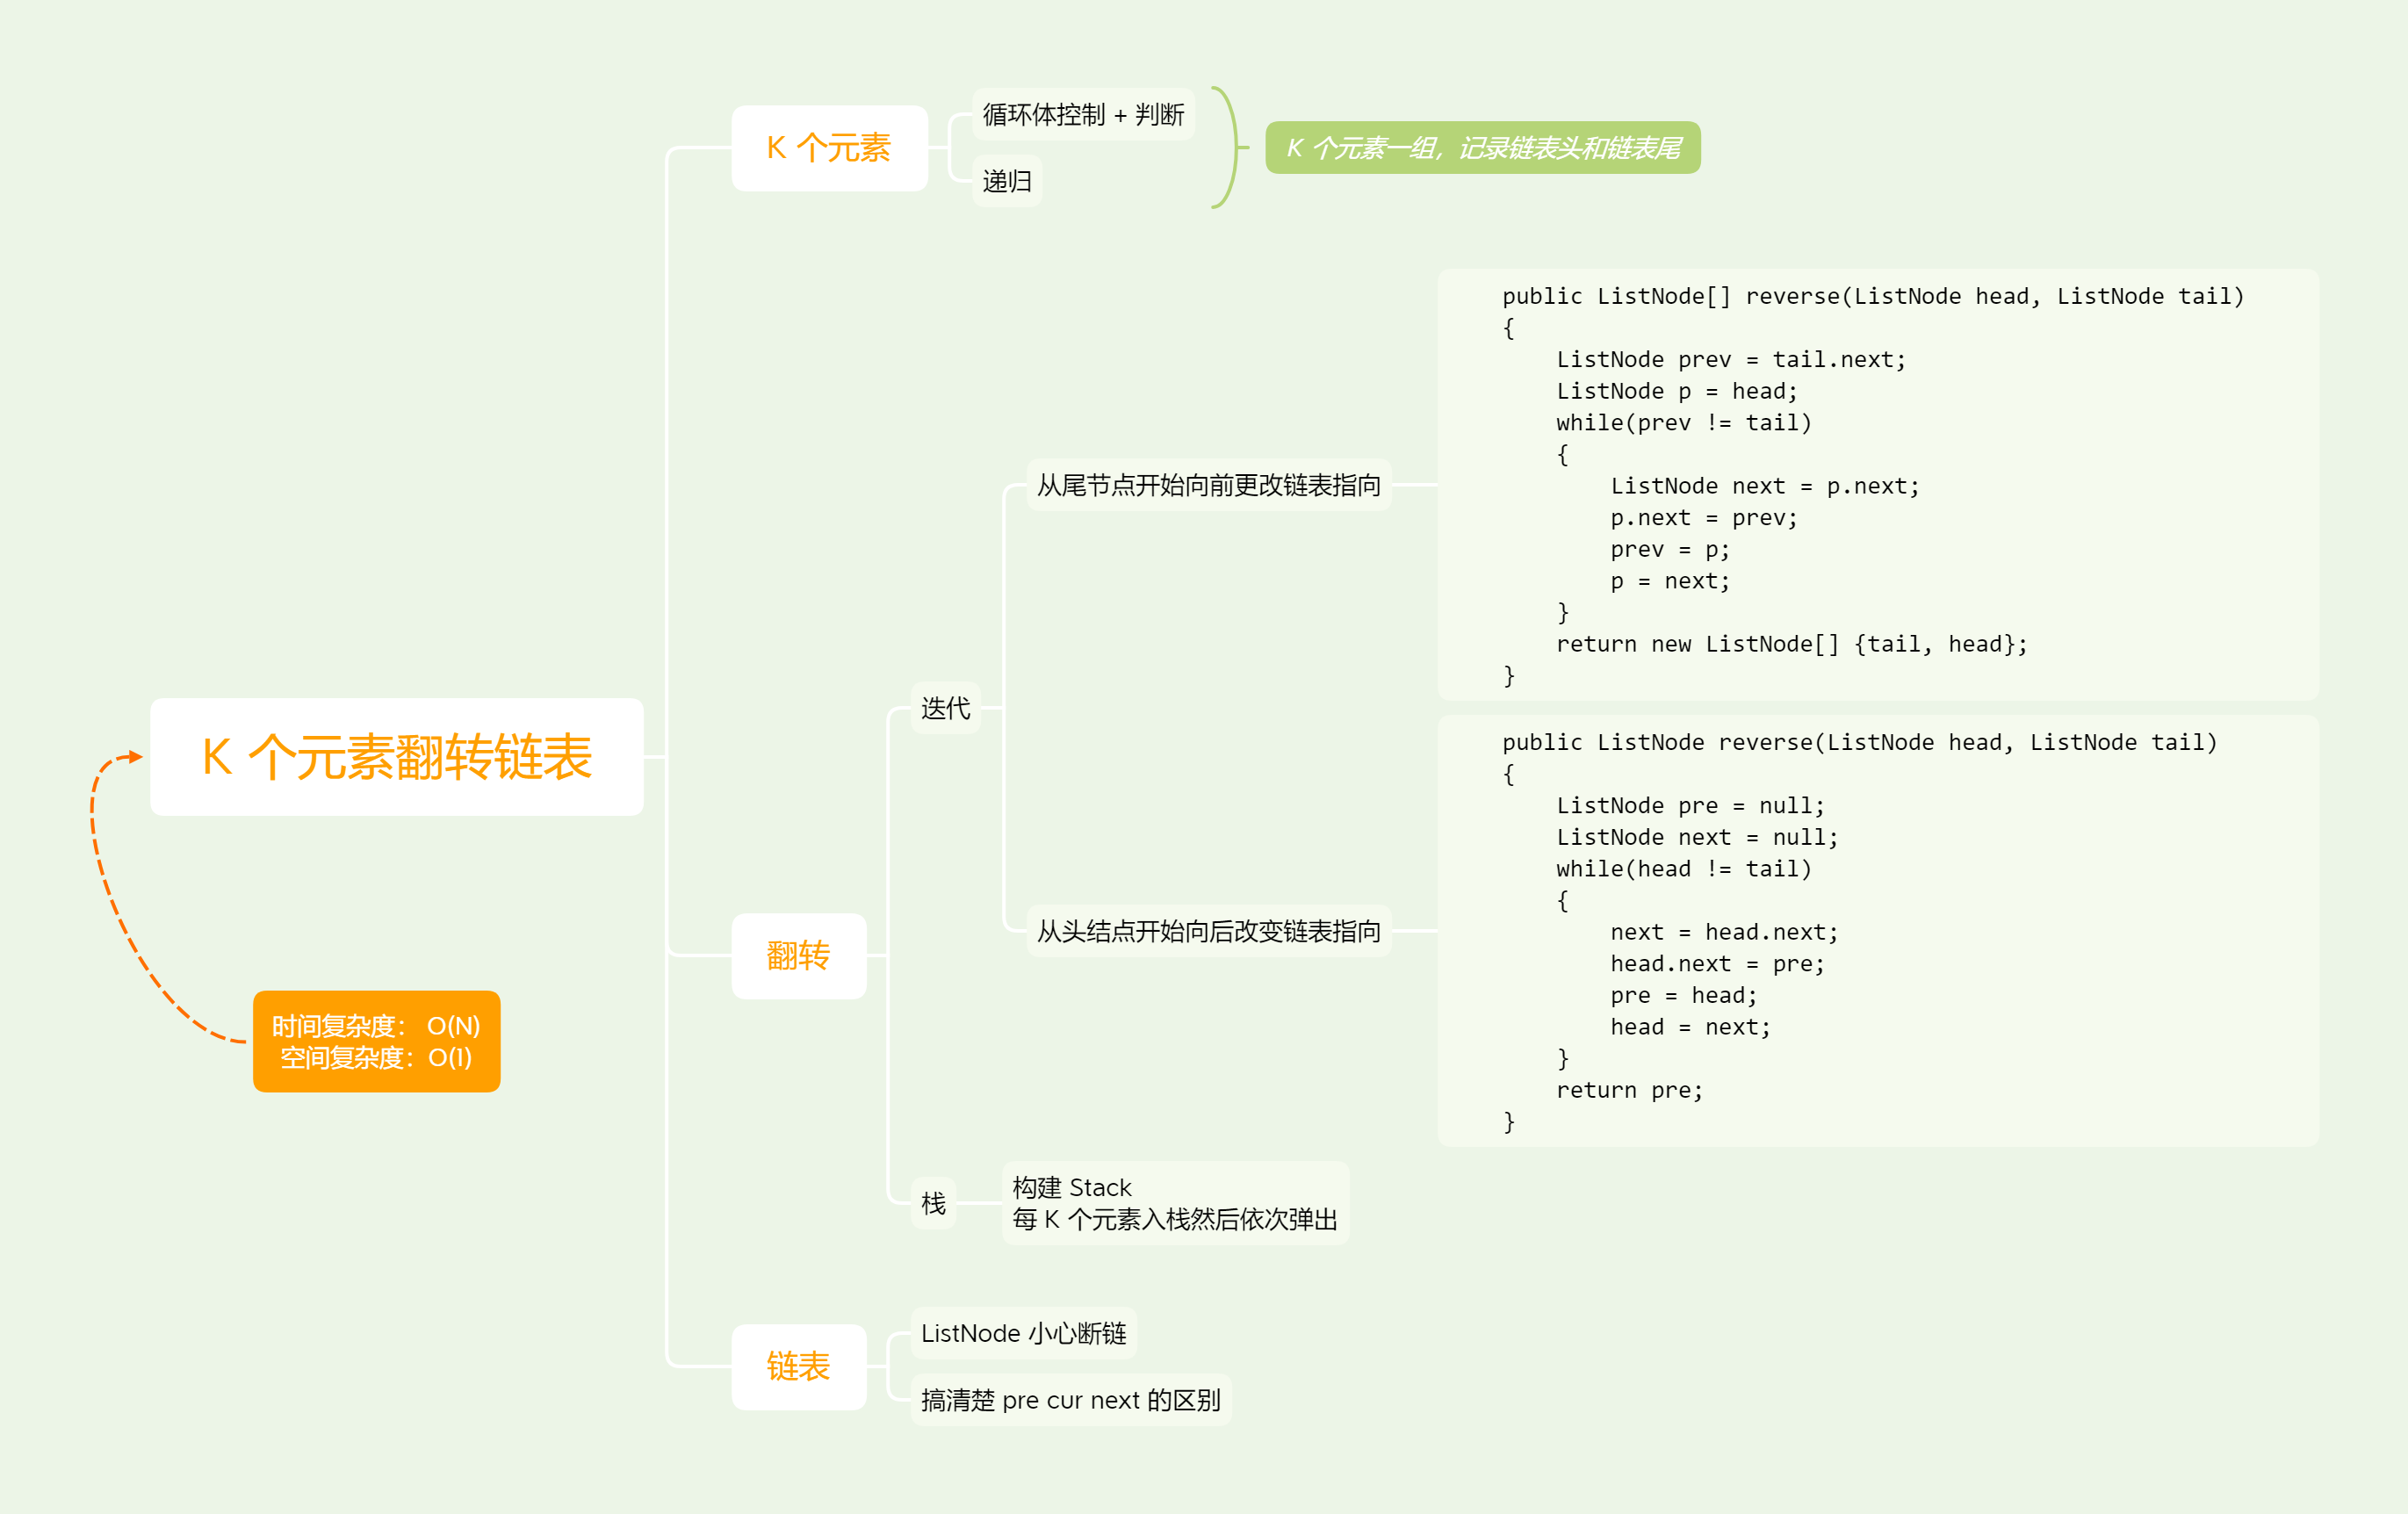 K 个元素翻转链表
时间复杂度： O(N)
空间复杂度：O(1)
K 个元素
循环体控制 + 判断
递归
K 个元素一组，记录链表头和链表尾
翻转
迭代
从尾节点开始向前更改链表指向
public ListNode[] reverse(ListNode head, ListNode tail)
{
    ListNode prev = tail.next;
    ListNode p = head;
    while(prev != tail)
    {
        ListNode next = p.next;
        p.next = prev;
        prev = p;
        p = next;
    }
    return new ListNode[] {tail, head};
}
从头结点开始向后改变链表指向
public ListNode reverse(ListNode head, ListNode tail)
{
    ListNode pre = null;
    ListNode next = null;
    while(head != tail)
    {
        next = head.next;
        head.next = pre;
        pre = head;
        head = next;
    }
    return pre;
}
栈
构建 Stack
每 K 个元素入栈然后依次弹出
链表
ListNode 小心断链
搞清楚 pre cur next 的区别